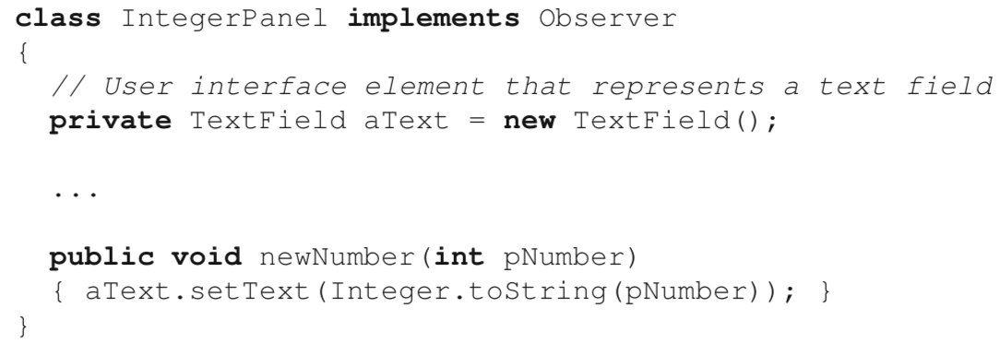 class IntegerPanel implements Observer
{
// User interface element that represents a text field
private TextField aText = new TextField();
...
public void newNumber(int pNumber)
{ aText.setText(Integer.toString(pNumber)); }
}